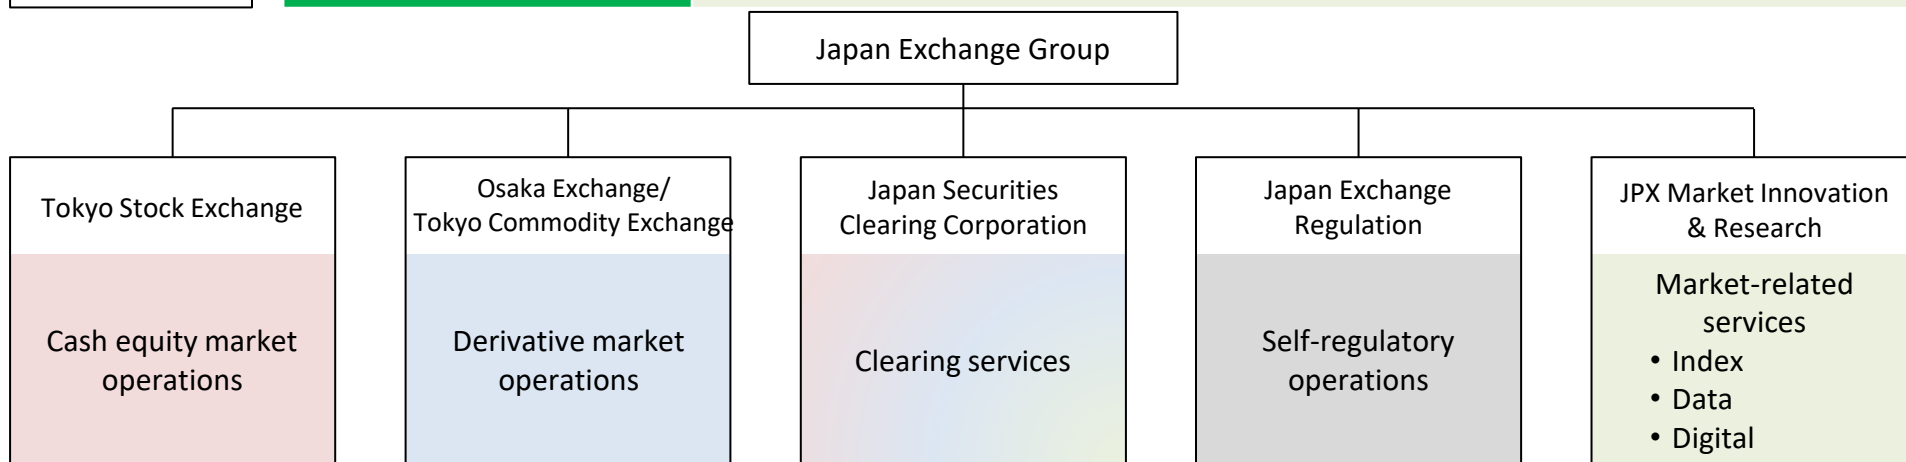 Japan Exchange Group
Tokyo Stock Exchange
Cash equity market
operations
Osaka Exchange/
Tokyo Commodity Exchange
Derivative market
operations
Japan Securities
Clearing Corporation
Clearing services
Japan Exchange
Regulation
Self-regulatory
operations
JPX Market Innovation
& Research
Market-related
services
• Index
• Data
• Digital